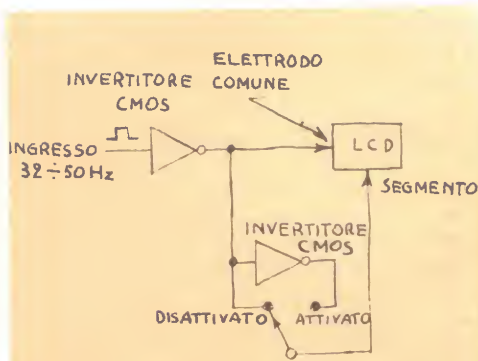 ELETTRODO
COMUNE
INVERTITORE
CMOS
INGRESSO
32÷50Hz
LCD
SEGMENTO
INVERTITORE
CMOS
DISATTIVATO
ATTIVATO